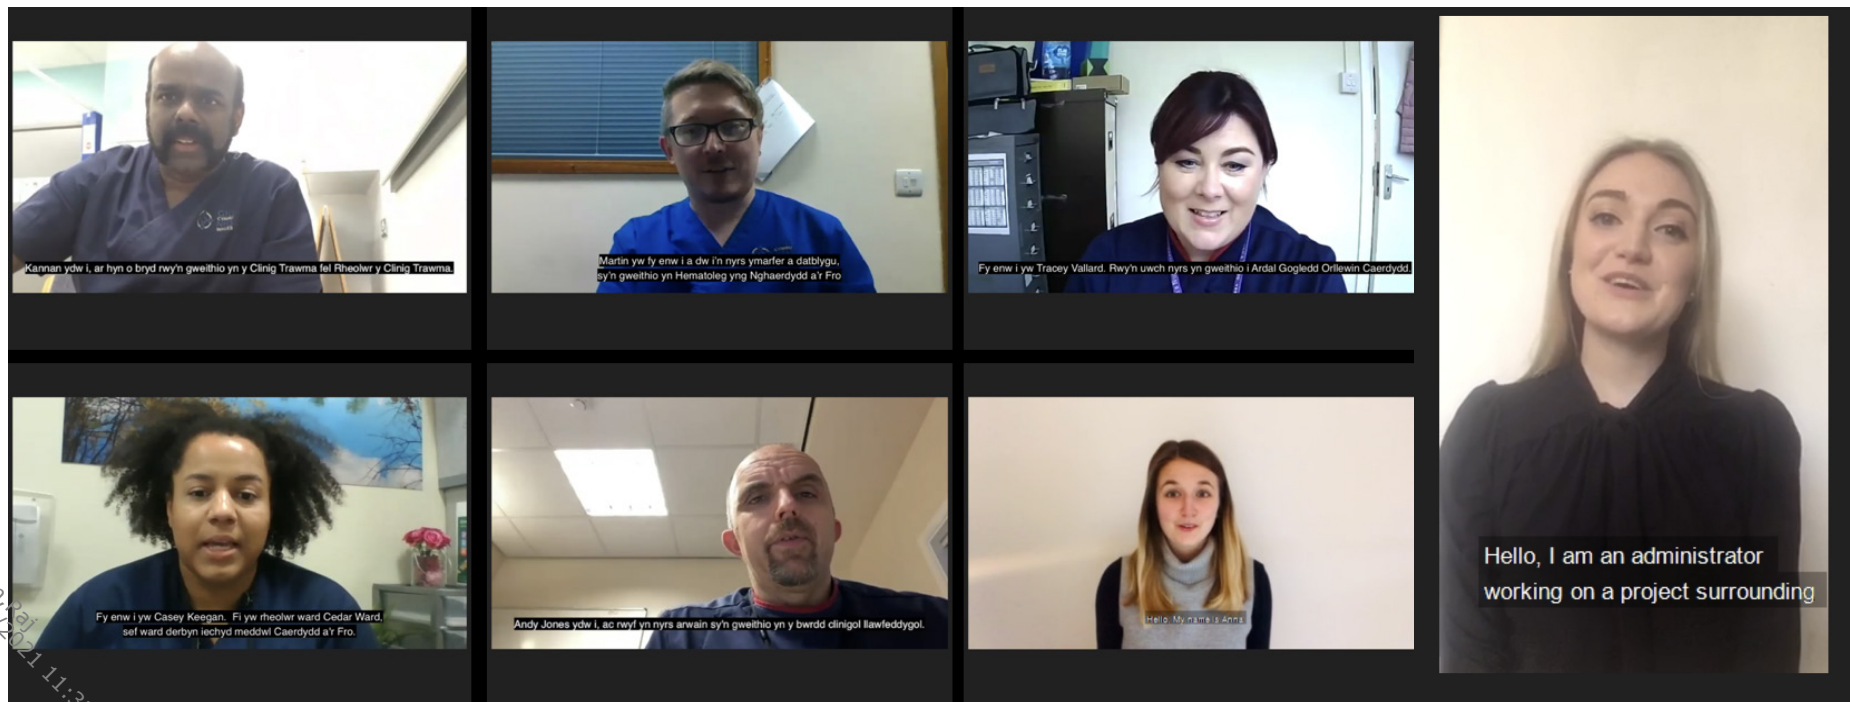 Kannan ydw i, ar hyn o bryd rwy'n gweithio yn y Clinig Trawma fel Rheolwr y Clinig Trawma.
Martin yw fy enw i a dw i'n nyrs ymarfer a datblygu,
sy'n gweithio yn Hematoleg yng Nghaerdydd a'r Fro
Fy enw i yw Tracey Vallard. Rwy'n uwch nyrs yn gweithio i Ardal Gogledd Orllewin Caerdydd.
Fy enw i yw Casey Keegan. Fi yw rheolwr ward Cedar Ward,
sef ward derbyn iechyd meddwl Caerdydd a'r Fro.
Andy Jones ydw i, ac rwyf yn nyrs arwain sy'n gweithio yn y bwrdd clinigol llawfeddygol.
Hello. My name is Anna.
Hello, I am an administrator
working on a project surrounding